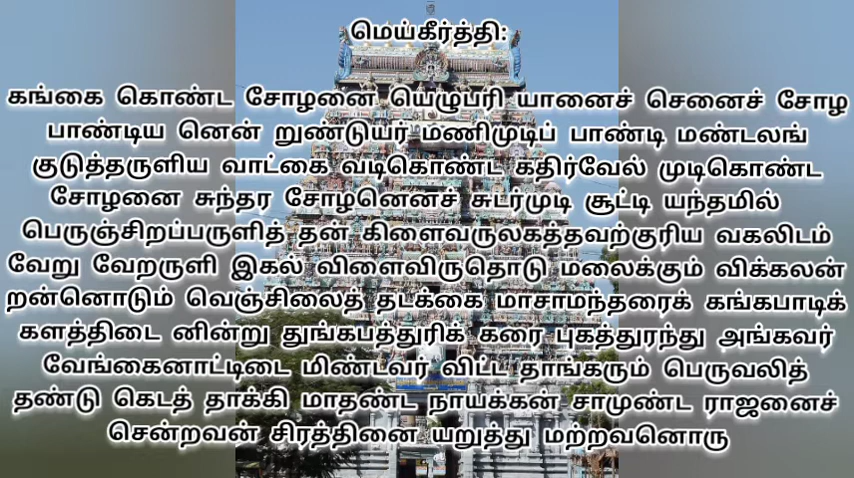 மெய்கீர்த்தி:
கங்கை கொண்ட சோழனை யெழுபரி யானைச் செனைச் சோழ
பாண்டிய னென் றுண்டுயர் மணிமுடிப் பாண்டி மண்டலங்
குடுத்தருளிய வாட்கை வடிகொண்ட கதிர்வேல் முடிகொண்ட
சோழனை சுந்தர சோழனெனச் சுடர்முடி சூட்டி யந்தமில்
பெருஞ்சிறப்பருளித் தன் கிளைவருலகத்தவற்குரிய வகலிடம்
வேறு வேறருளி இகல் விளைவிருதொடு மலைக்கும் விக்கலன்
றன்னொடும் வெஞ்சிலைத் தடக்கை மாசாமந்தரைக் கங்கபாடிக்
களத்திடை னின்று துங்கபத்துரிக் கரை புகத்துரந்து அங்கவர்
வேங்கைனாட்டிடை மிண்டவர் விட்ட தாங்கரும் பெருவலித்
தண்டு கெடத் தாக்கி மாதண்ட நாயக்கன் சாமுண்ட ராஜனைச்
சென்றவன் சிரத்தினை யறுத்து மற்றவனொரு